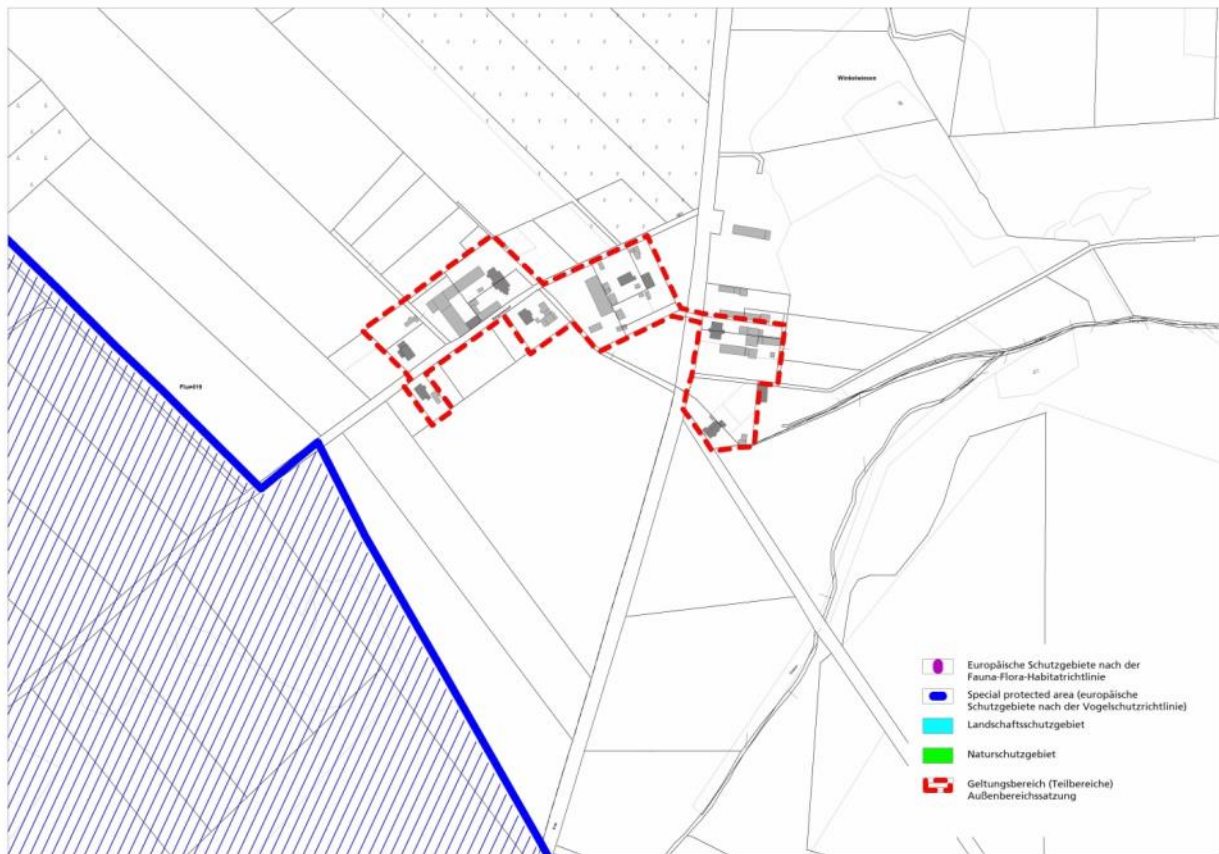 Winkelwiesen
Europäische Schutzgebiete nach der
Fauna-Flora-Habitatrichtlinie
Special protected area (europäische
Schutzgebiete nach der Vogelschutzrichtlinie)
Landschaftsschutzgebiet
Naturschutzgebiet
Geltungsbereich (Teilbereiche)
Außenbereichssatzung